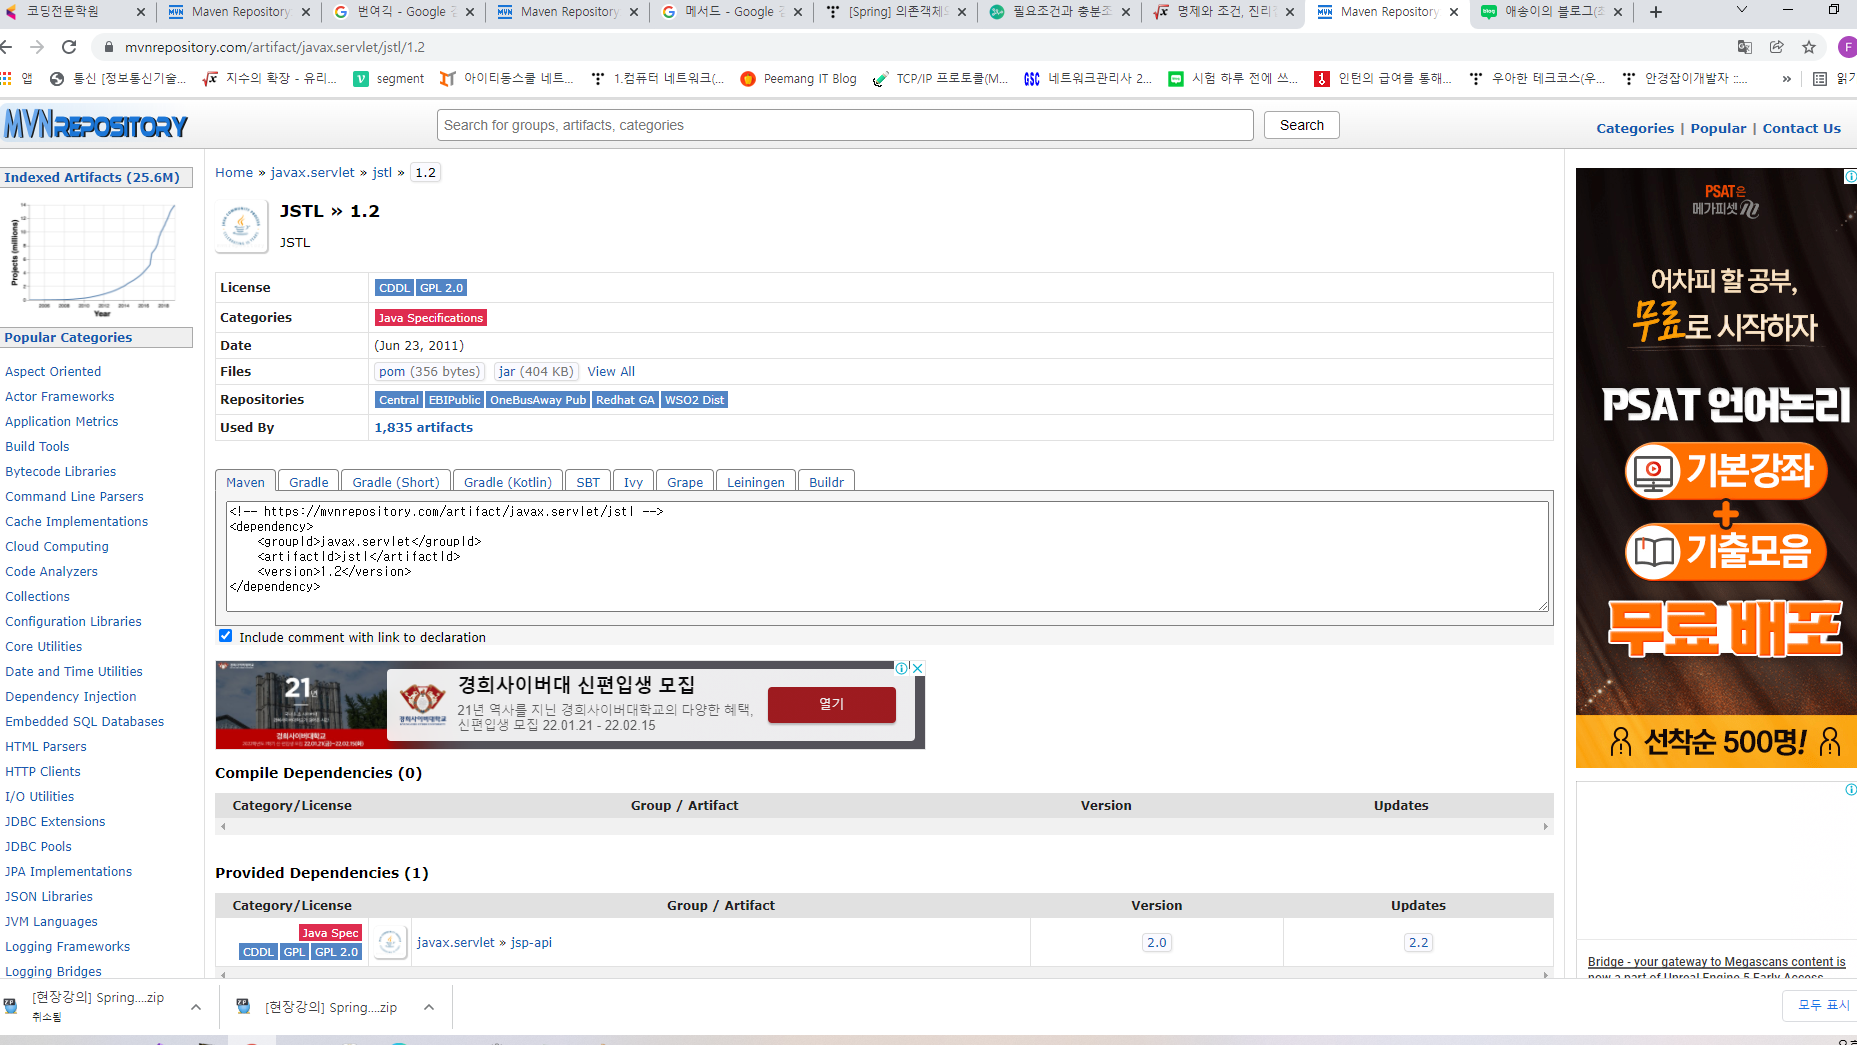 코딩전문학원
Maven Repository:
번역기 - Google 검
Maven Repository:
메서드 - Google 검
[Spring] 의존객체와
필요조건과 충분조
명제와 조건, 진리집
Maven Repository:
애송이의 블로그(초
mvnrepository.com/artifact/javax.servlet/jstl/1.2
앱
통신 [정보통신기술...
지수의 확장 - 유리...
segment
아이티동스쿨 네트...
1.컴퓨터 네트워크(...
Peemang IT Blog
TCP/IP 프로토콜(M...
네트워크관리사 2...
시험 하루 전에 쓰...
인턴의 급여를 통해...
우아한 테크코스(우...
안경잡이개발자 ::...
»
읽기
MVNREPOSITORY
Search for groups, artifacts, categories
Search
Categories | Popular | Contact Us
Indexed Artifacts (25.6M)
Projects (millions)
Year
Popular Categories
Aspect Oriented
Actor Frameworks
Application Metrics
Build Tools
Bytecode Libraries
Command Line Parsers
Cache Implementations
Cloud Computing
Code Analyzers
Collections
Configuration Libraries
Core Utilities
Date and Time Utilities
Dependency Injection
Embedded SQL Databases
HTML Parsers
HTTP Clients
I/O Utilities
JDBC Extensions
JDBC Pools
JPA Implementations
JSON Libraries
JVM Languages
Logging Frameworks
Logging Bridges
Home » javax.servlet » jstl » 1.2
JSTL » 1.2
JSTL
License CDDL GPL 2.0
Categories Java Specifications
Date (Jun 23, 2011)
Files pom (356 bytes) jar (404 KB) View All
Repositories Central EBIPublic OneBusAway Pub Redhat GA WSO2 Dist
Used By 1,835 artifacts
Maven Gradle Gradle (Short) Gradle (Kotlin) SBT Ivy Grape Leiningen Buildr
<!-- https://mvnrepository.com/artifact/javax.servlet/jstl -->
<dependency>
    <groupId>javax.servlet</groupId>
    <artifactId>jstl</artifactId>
    <version>1.2</version>
</dependency>
Include comment with link to declaration
21년
경희사이버대학교
경희사이버대학교
경희사이버대 신편입생 모집
21년 역사를 지닌 경희사이버대학교의 다양한 혜택,
신편입생 모집 22.01.21 - 22.02.15
열기
Compile Dependencies (0)
Category/License Group / Artifact Version Updates
Provided Dependencies (1)
Category/License Group / Artifact Version Updates
Java Spec
CDDL GPL GPL 2.0
javax.servlet » jsp-api 2.0 2.2
PSAT은
메가피셋
어차피 할 공부,
무료로 시작하자
PSAT 언어논리
기본강좌
+
기출모음
무료 배포
선착순 500명!
Bridge - your gateway to Megascans content is
now a part of Unreal Engine 5 Early Access
[현장강의] Spring....zip
취소됨
[현장강의] Spring....zip
모두 표시